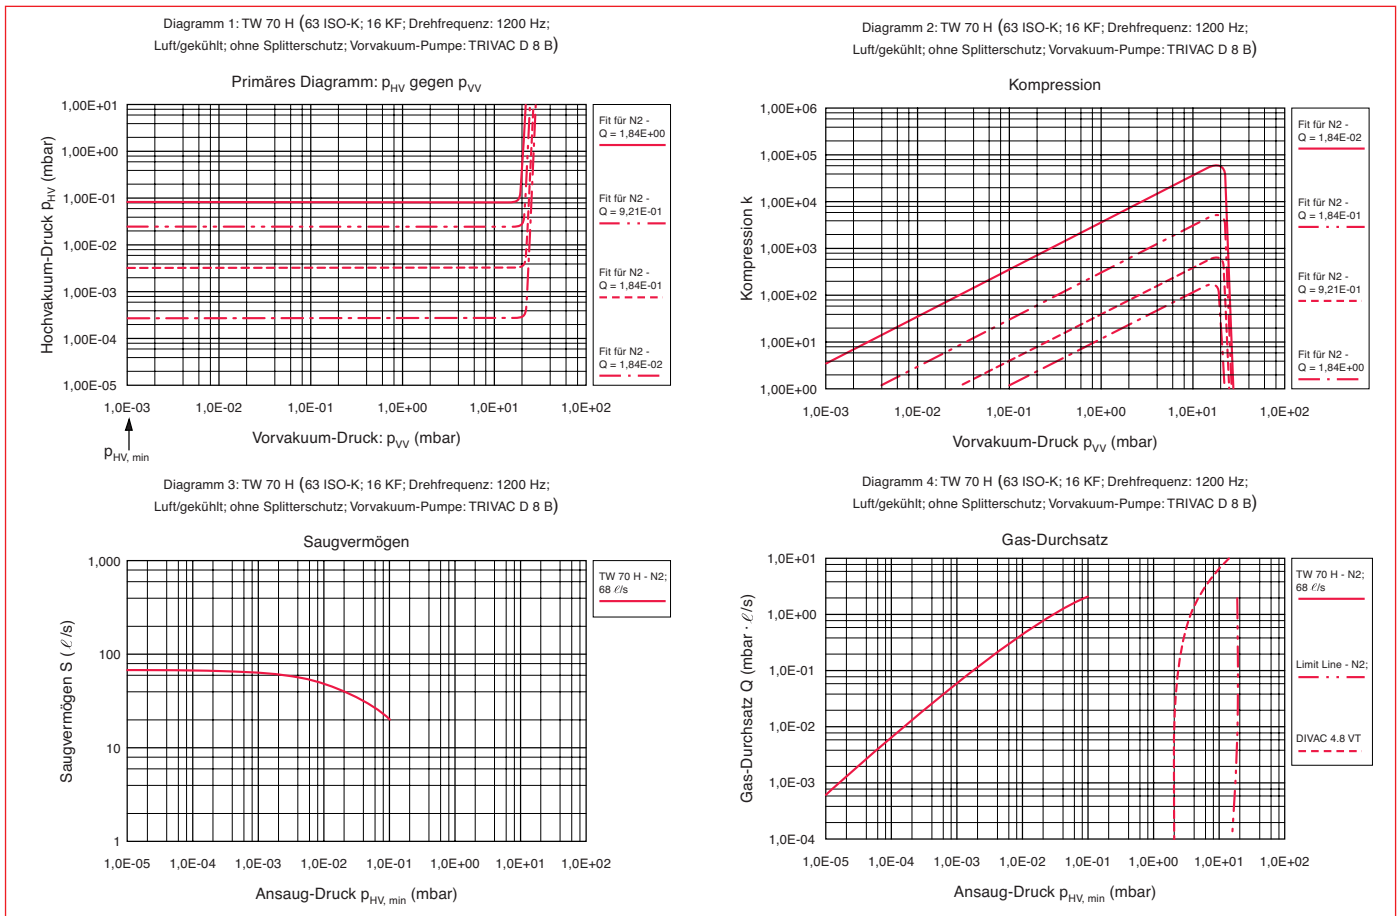 Diagramm 1: TW 70 H (63 ISO-K; 16 KF; Drehfrequenz: 1200 Hz;
Luft/gekühlt; ohne Splitterschutz; Vorvakuum-Pumpe: TRIVAC D 8 B)
Primäres Diagramm: pHV gegen pVV
Hochvakuum-Druck pHV (mbar)
1,00E+01
1,00E+00
1,00E-01
1,00E-02
1,00E-03
1,00E-04
1,00E-05
1,0E-03 1,0E-02 1,0E-01 1,0E+00 1,0E+01 1,0E+02
Vorvakuum-Druck: pVV (mbar)
pHV, min
Fit für N2 -
Q = 1,84E+00
Fit für N2 -
Q = 9,21E-01
Fit für N2 -
Q = 1,84E-01
Fit für N2 -
Q = 1,84E-02
Diagramm 2: TW 70 H (63 ISO-K; 16 KF; Drehfrequenz: 1200 Hz;
Luft/gekühlt; ohne Splitterschutz; Vorvakuum-Pumpe: TRIVAC D 8 B)
Kompression
Kompression k
1,00E+06
1,00E+05
1,00E+04
1,00E+03
1,00E+02
1,00E+01
1,00E+00
1,0E-03 1,0E-02 1,0E-01 1,0E+00 1,0E+01 1,0E+02
Vorvakuum-Druck pVV (mbar)
Fit für N2 -
Q = 1,84E-02
Fit für N2 -
Q = 1,84E-01
Fit für N2 -
Q = 9,21E-01
Fit für N2 -
Q = 1,84E+00
Diagramm 3: TW 70 H (63 ISO-K; 16 KF; Drehfrequenz: 1200 Hz;
Luft/gekühlt; ohne Splitterschutz; Vorvakuum-Pumpe: TRIVAC D 8 B)
Saugvermögen
Saugvermögen S (ℓ/s)
1,000
100
10
1
1,0E-05 1,0E-04 1,0E-03 1,0E-02 1,0E-01 1,0E+00 1,0E+01 1,0E+02
Ansaug-Druck pHV, min (mbar)
TW 70 H - N2;
68 ℓ/s
Diagramm 4: TW 70 H (63 ISO-K; 16 KF; Drehfrequenz: 1200 Hz;
Luft/gekühlt; ohne Splitterschutz; Vorvakuum-Pumpe: TRIVAC D 8 B)
Gas-Durchsatz
Gas-Durchsatz Q (mbar · ℓ/s)
1,0E+01
1,0E+00
1,0E-01
1,0E-02
1,0E-03
1,0E-04
1,0E-05 1,0E-04 1,0E-03 1,0E-02 1,0E-01 1,0E+00 1,0E+01 1,0E+02
Ansaug-Druck pHV, min (mbar)
TW 70 H - N2;
68 ℓ/s
Limit Line - N2;
DIVAC 4.8 VT